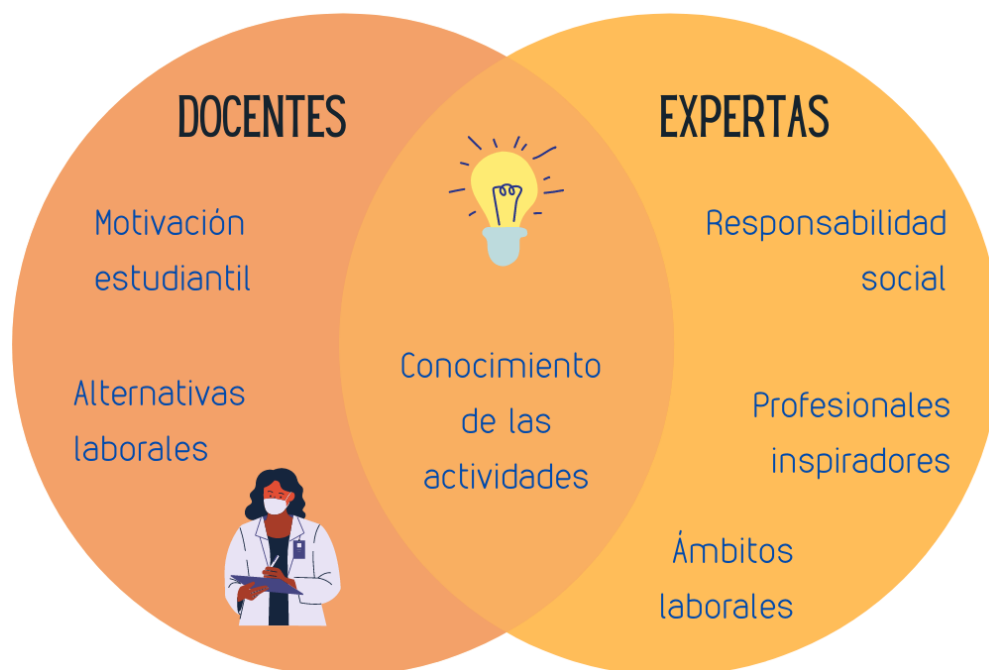 DOCENTES
Motivación
estudiantil
Alternativas
laborales
Conocimiento
de las
actividades
EXPERTAS
Responsabilidad
social
Profesionales
inspiradores
Ámbitos
laborales